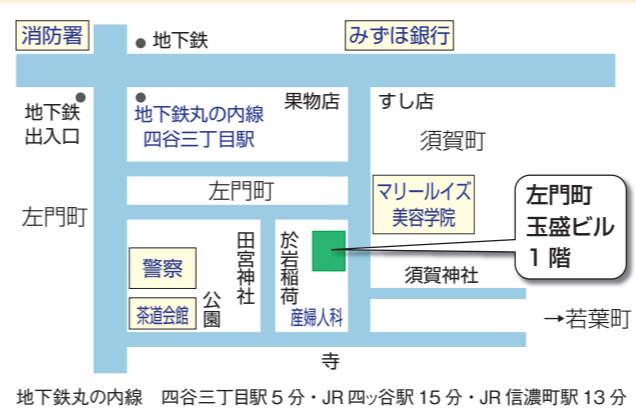 消防署
地下鉄
みずほ銀行
地下鉄
出入口
地下鉄丸の内線
四谷三丁目駅
果物店
すし店
須賀町
左門町
左門町
マリールイズ
美容学院
左門町
玉盛ビル
1階
警察
茶道会館
公園
田宮神社
於岩稲荷
産婦人科
須賀神社
→若葉町
寺
地下鉄丸の内線 四谷三丁目駅5分・JR四ッ谷駅15分・JR信濃町駅13分